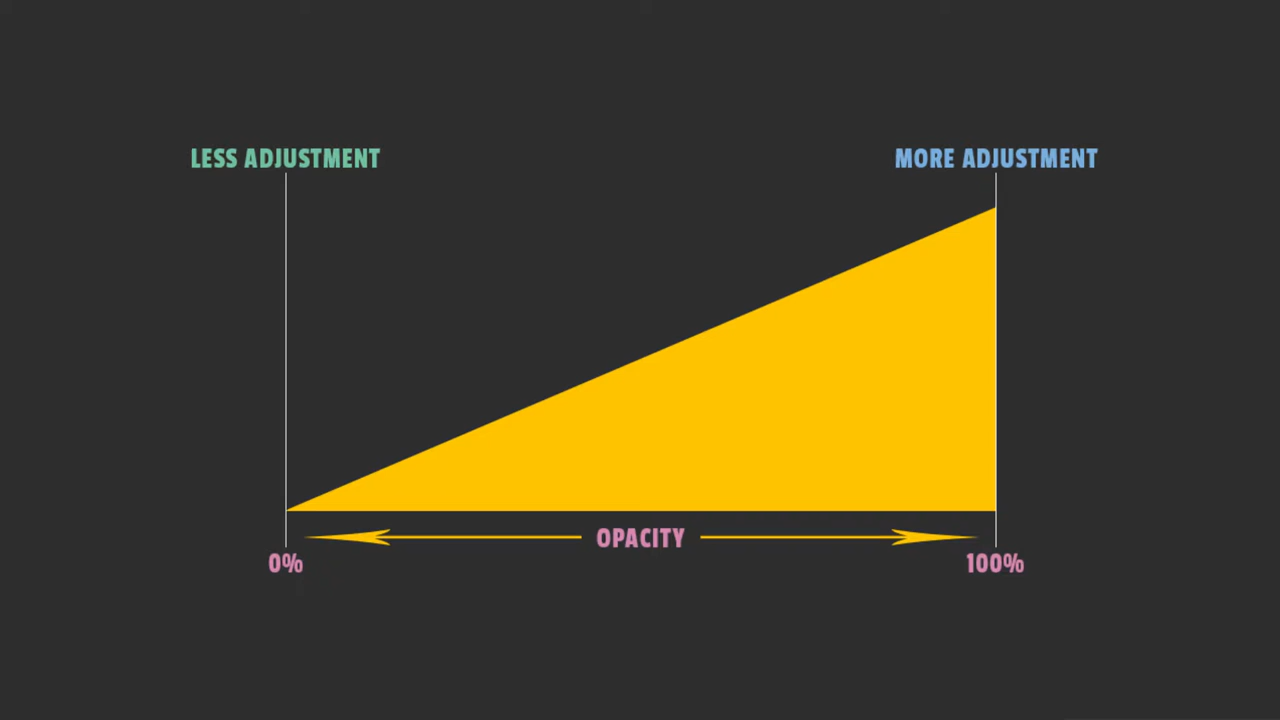 LESS ADJUSTMENT
MORE ADJUSTMENT
OPACITY
0%
100%